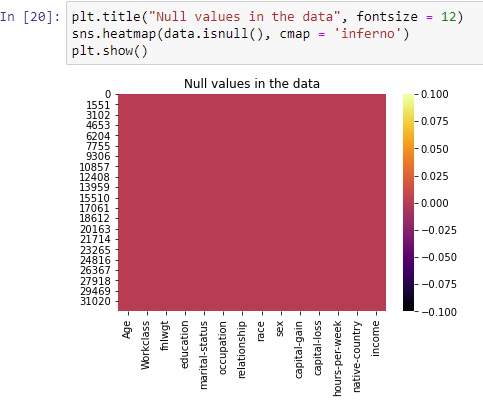 In [20]: plt.title("Null values in the data", fontsize = 12)
sns.heatmap(data.isnull(), cmap = 'inferno')
plt.show()
Null values in the data
0
1551
3102
4653
6204
7755
9306
10857
12408
13959
15510
17061
18612
20163
21714
23265
24816
26367
27918
29469
31020
0.100
0.075
0.050
0.025
0.000
−0.025
−0.050
−0.075
−0.100
Age
Workclass
fnlwgt
education
marital-status
occupation
relationship
race
sex
capital-gain
capital-loss
hours-per-week
native-country
income